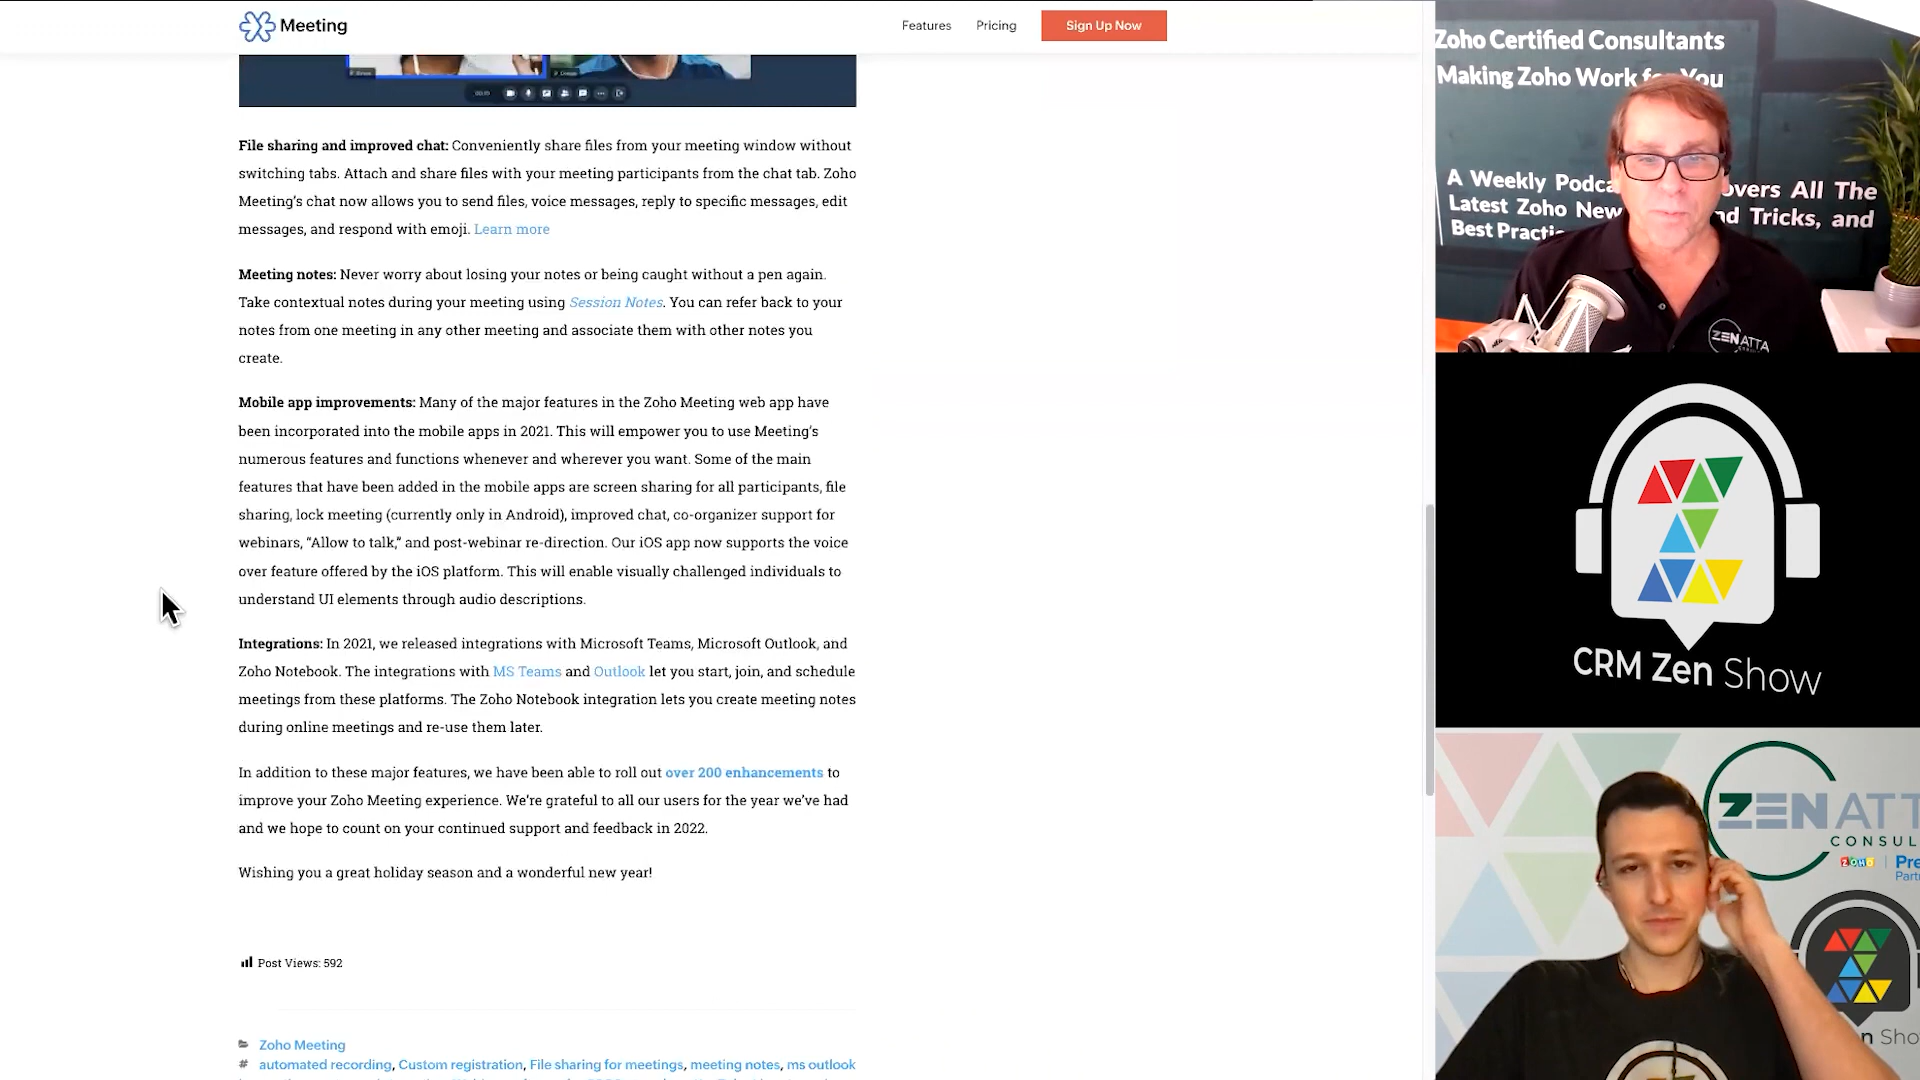 Meeting
Features
Pricing
Sign Up Now
File sharing and improved chat: Conveniently share files from your meeting window without
switching tabs. Attach and share files with your meeting participants from the chat tab. Zoho
Meeting's chat now allows you to send files, voice messages, reply to specific messages, edit
messages, and respond with emoji. Learn more
Meeting notes: Never worry about losing your notes or being caught without a pen again.
Take contextual notes during your meeting using Session Notes. You can refer back to your
notes from one meeting in any other meeting and associate them with other notes you
create.
Mobile app improvements: Many of the major features in the Zoho Meeting web app have
been incorporated into the mobile apps in 2021. This will empower you to use Meeting's
numerous features and functions whenever and wherever you want. Some of the main
features that have been added in the mobile apps are screen sharing for all participants, file
sharing, lock meeting (currently only in Android), improved chat, co-organizer support for
webinars, “Allow to talk,” and post-webinar re-direction. Our iOS app now supports the voice
over feature offered by the iOS platform. This will enable visually challenged individuals to
understand UI elements through audio descriptions.
Integrations: In 2021, we released integrations with Microsoft Teams, Microsoft Outlook, and
Zoho Notebook. The integrations with MS Teams and Outlook let you start, join, and schedule
meetings from these platforms. The Zoho Notebook integration lets you create meeting notes
during online meetings and re-use them later.
In addition to these major features, we have been able to roll out over 200 enhancements to
improve your Zoho Meeting experience. We're grateful to all our users for the year we've had
and we hope to count on your continued support and feedback in 2022.
Wishing you a great holiday season and a wonderful new year!
Post Views: 592
Zoho Meeting
# automated recording, Custom registration, File sharing for meetings, meeting notes, ms outlook
Zoho Certified Consultants
Making Zoho Work for You
A Weekly Podca overs All The
Latest Zoho New nd Tricks, and
Best Practi
ZENATTA
CRM Zen Show
ZENATT
CONSUL
ZOHO | Pre
Part
n Sho